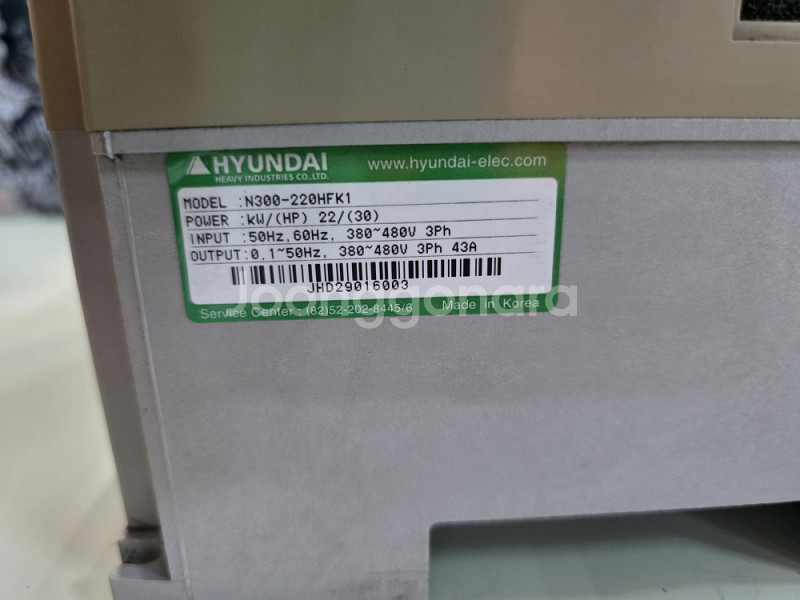 HYUNDAI
HEAVY INDUSTRIES CO.,LTD.
www.hyundai-elec.com
MODEL :N300-220HFK1
POWER :kW/(HP) 22/(30)
INPUT :50Hz,60Hz, 380~480V 3Ph
OUTPUT:0.1~50Hz, 380~480V 3Ph 43A
JHD29016003
Joonggonara
Service Center (82)52-202-8445/6 Made in Korea